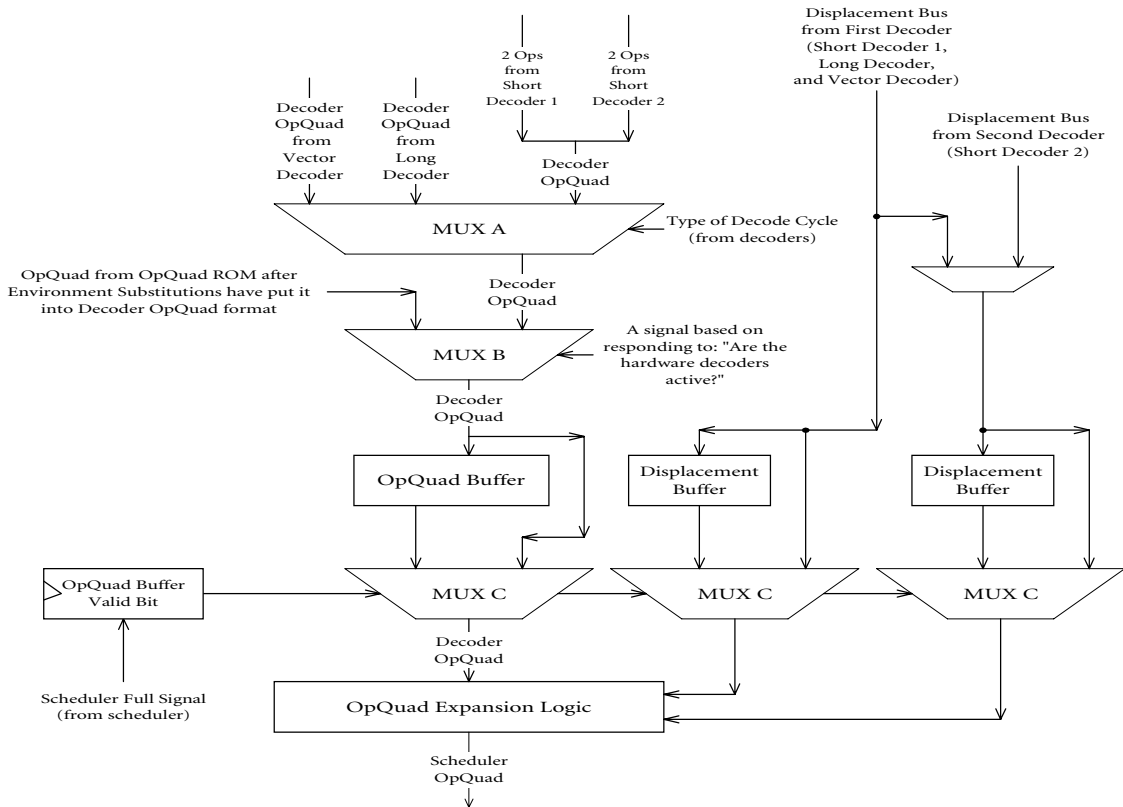 Displacement Bus
from First Decoder
(Short Decoder 1,
Long Decoder,
and Vector Decoder)
2 Ops
from
Short
Decoder 1
2 Ops
from
Short
Decoder 2
Decoder
OpQuad
from
Vector
Decoder
Decoder
OpQuad
from
Long
Decoder
Displacement Bus
from Second Decoder
(Short Decoder 2)
Decoder
OpQuad
MUX A
Type of Decode Cycle
(from decoders)
OpQuad from OpQuad ROM after
Environment Substitutions have put it
into Decoder OpQuad format
Decoder
OpQuad
MUX B
A signal based on
responding to: "Are the
hardware decoders
active?"
Decoder
OpQuad
OpQuad Buffer
Displacement
Buffer
Displacement
Buffer
OpQuad Buffer
Valid Bit
MUX C
MUX C
MUX C
Decoder
OpQuad
Scheduler Full Signal
(from scheduler)
OpQuad Expansion Logic
Scheduler
OpQuad